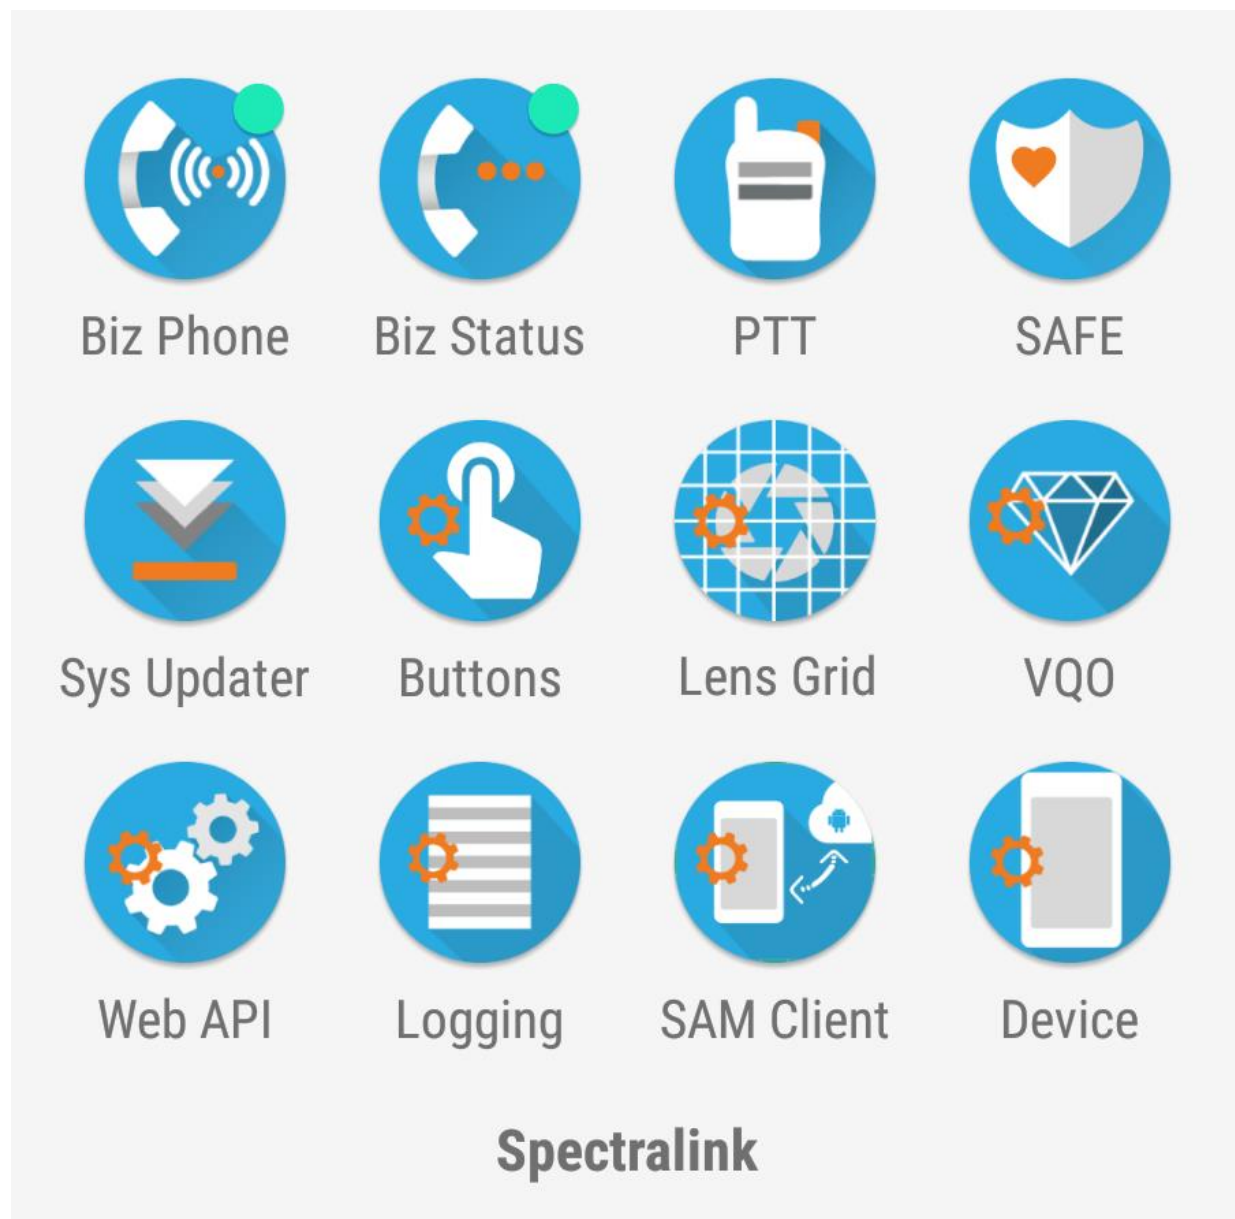 Biz Phone
Biz Status
PTT
SAFE
Sys Updater
Buttons
Lens Grid
VQO
Web API
Logging
SAM Client
Device
Spectralink